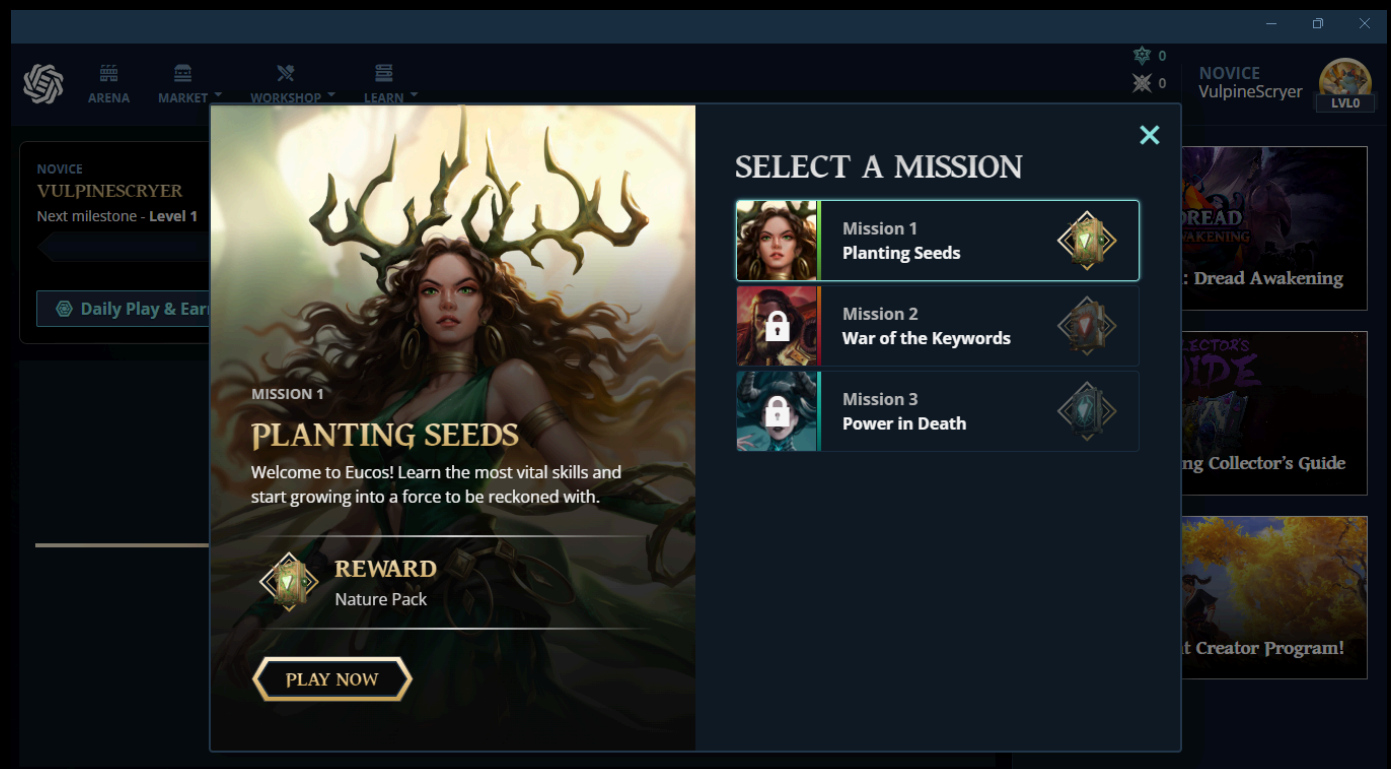 ARENA
MARKET
WORKSHOP
LEARN
0
0
NOVICE
VulpineScryer
LVL0
NOVICE
VULPINESCRYER
Next milestone - Level 1
Daily Play & Ear
MISSION 1
PLANTING SEEDS
Welcome to Eucos! Learn the most vital skills and
start growing into a force to be reckoned with.
REWARD
Nature Pack
PLAY NOW
SELECT A MISSION
Mission 1
Planting Seeds
Mission 2
War of the Keywords
Mission 3
Power in Death
DREAD
AWAKENING
: Dread Awakening
ng Collector's Guide
t Creator Program!